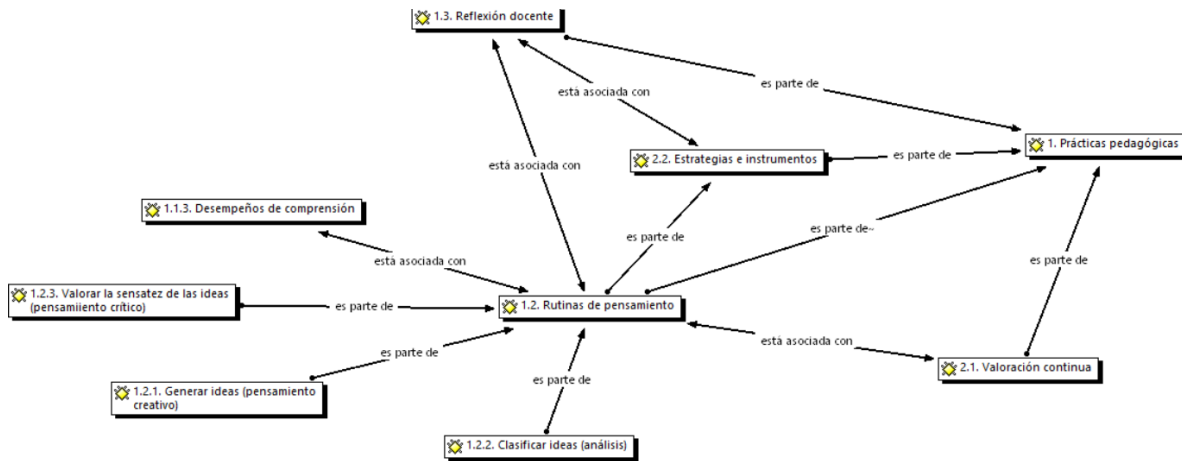 1.3. Reflexión docente
es parte de
está asociada con
1. Prácticas pedagógicas
2.2. Estrategias e instrumentos
es parte de
está asociada con
1.1.3. Desempeños de comprensión
es parte de~
es parte de
está asociada con
es parte de
1.2.3. Valorar la sensatez de las ideas
(pensamiiento crítico)
es parte de
1.2. Rutinas de pensamiento
está asociada con
es parte de
2.1. Valoración continua
es parte de
1.2.1. Generar ideas (pensamiento
creativo)
1.2.2. Clasificar ideas (análisis)